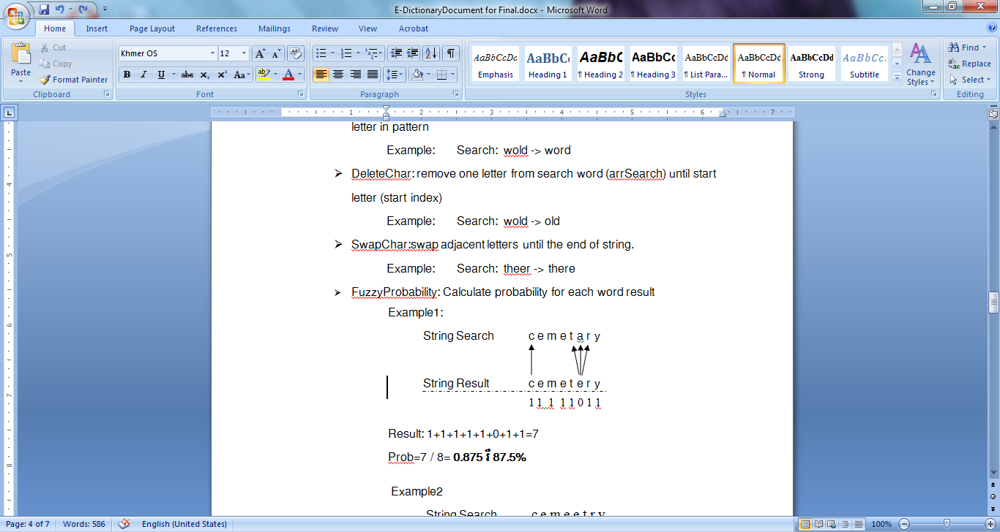 E-DictionaryDocument for Final.docx - Microsoft Word
Home Insert Page Layout References Mailings Review View Acrobat
Paste
Cut
Copy
Format Painter
Clipboard
Khmer OS 12
B I U abc x₂ x² Aa
Font
Paragraph
AaBbCcDc AaBbC AaBbC AaBbCc AaBbCcDd AaBbCcDd AaBbCcDd AaBbCc.
Emphasis Heading 1 ¶ Heading 2 ¶ Heading 3 ¶ List Para... ¶ Normal Strong Subtitle
Change Styles
Styles
Find
Replace
Select
Editing
1 2 3 4 5 6 7
letter in pattern
Example: Search: wold -> word
➢ DeleteChar: remove one letter from search word (arrSearch) until start
letter (start index)
Example: Search: wold -> old
➢ SwapChar:swap adjacent letters until the end of string.
Example: Search: theer -> there
➢ FuzzyProbability: Calculate probability for each word result
Example1:
String Search c e m e t a r y
String Result c e m e t e r y
1 1 1 1 1 0 1 1
Result: 1+1+1+1+1+0+1+1=7
Prob=7 / 8= 0.875 ឺ 87.5%
Example2
String Search c e m e e t r y
Page: 4 of 7 Words: 586 English (United States) 100%